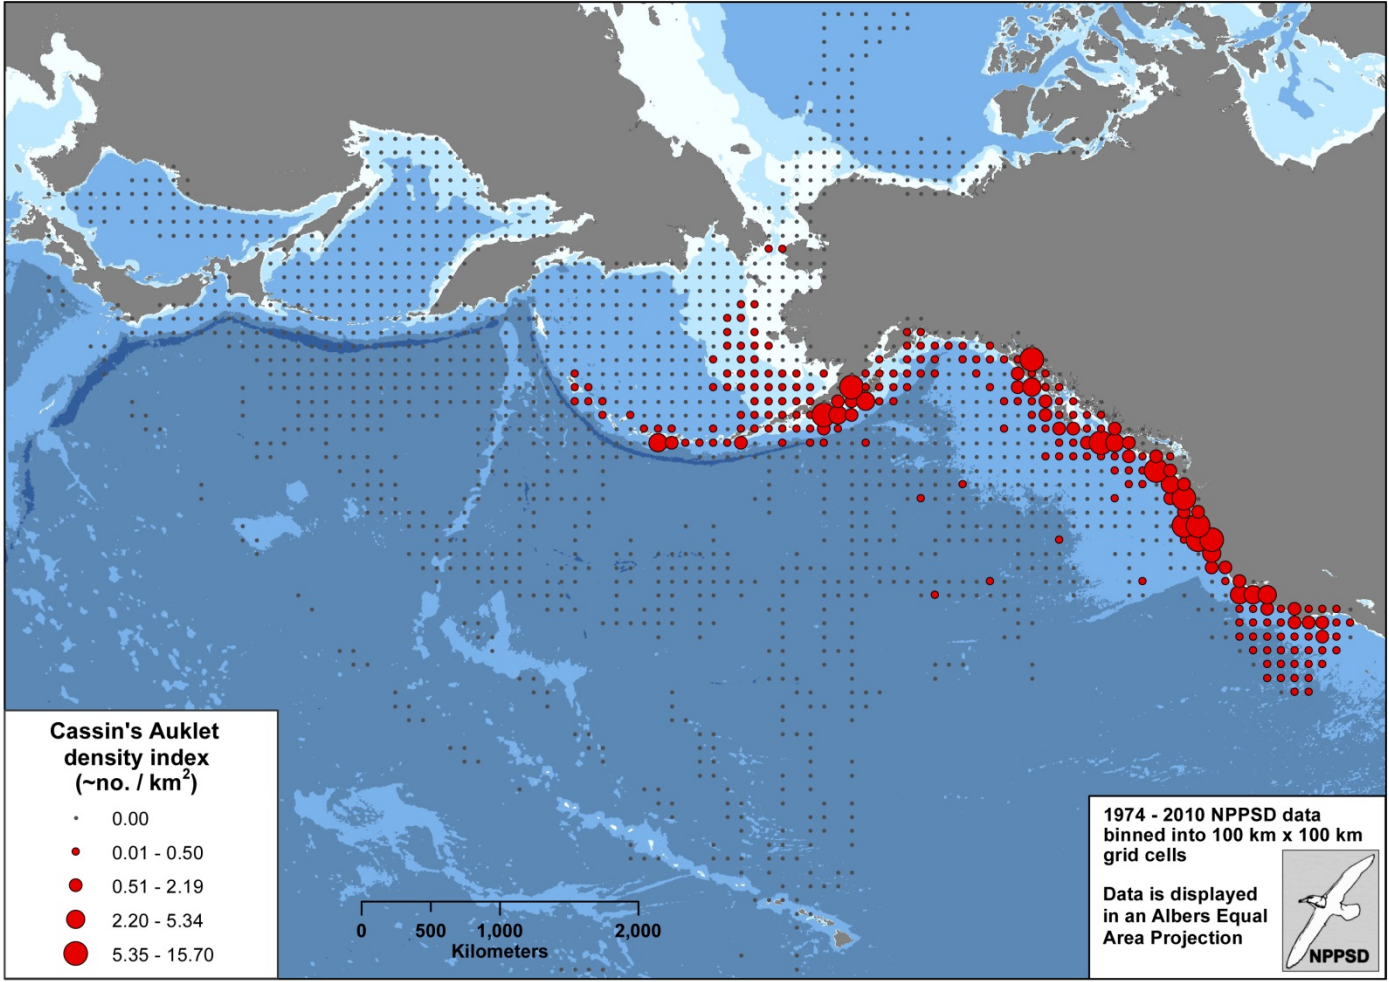 Cassin's Auklet
density index
(~no. / km²)
0.00
0.01 - 0.50
0.51 - 2.19
2.20 - 5.34
5.35 - 15.70
0 500 1,000 2,000
Kilometers
1974 - 2010 NPPSD data
binned into 100 km x 100 km
grid cells
Data is displayed
in an Albers Equal
Area Projection
NPPSD